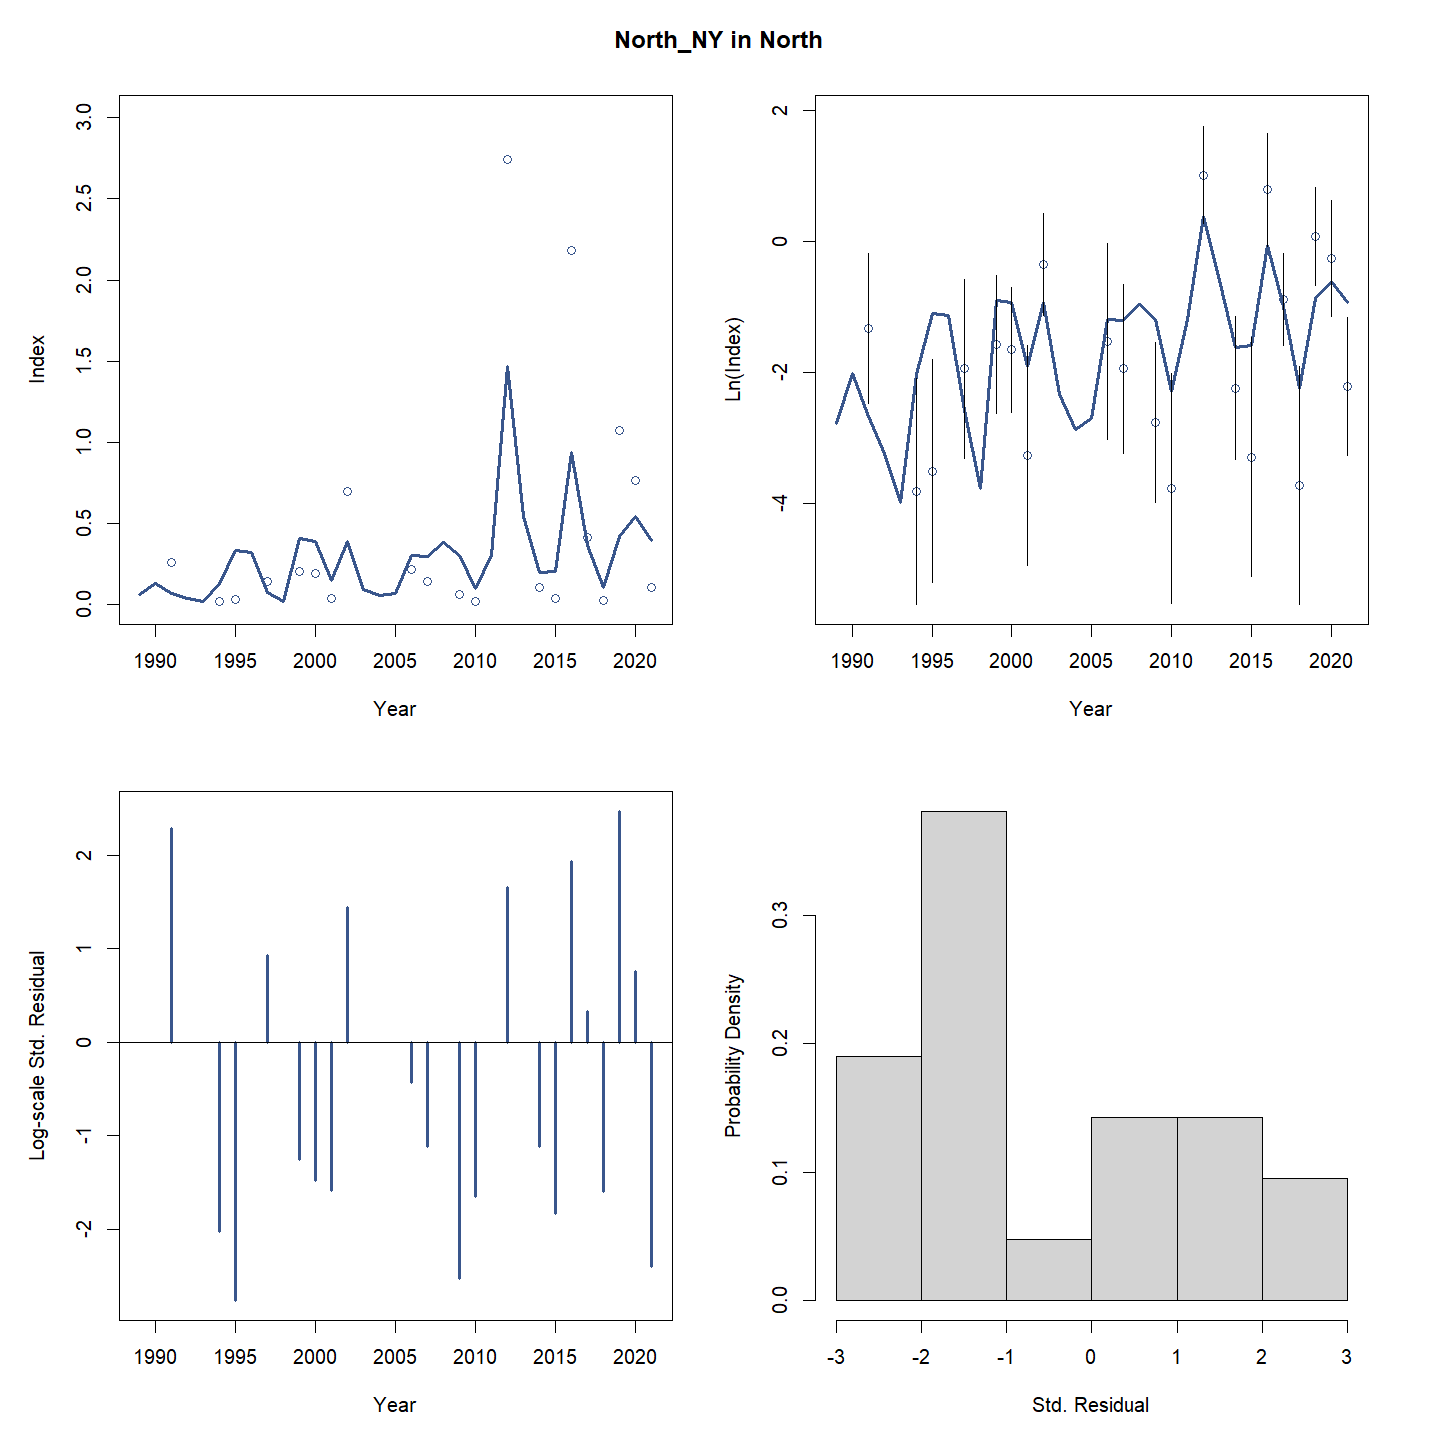 North_NY in North
3.0
2.5
2.0
1.5
1.0
0.5
0.0
Index
1990 1995 2000 2005 2010 2015 2020
Year
2
0
-2
-4
Ln(Index)
1990 1995 2000 2005 2010 2015 2020
Year
2
1
0
-1
-2
Log-scale Std. Residual
1990 1995 2000 2005 2010 2015 2020
Year
0.3
0.2
0.1
0.0
Probability Density
-3 -2 -1 0 1 2 3
Std. Residual